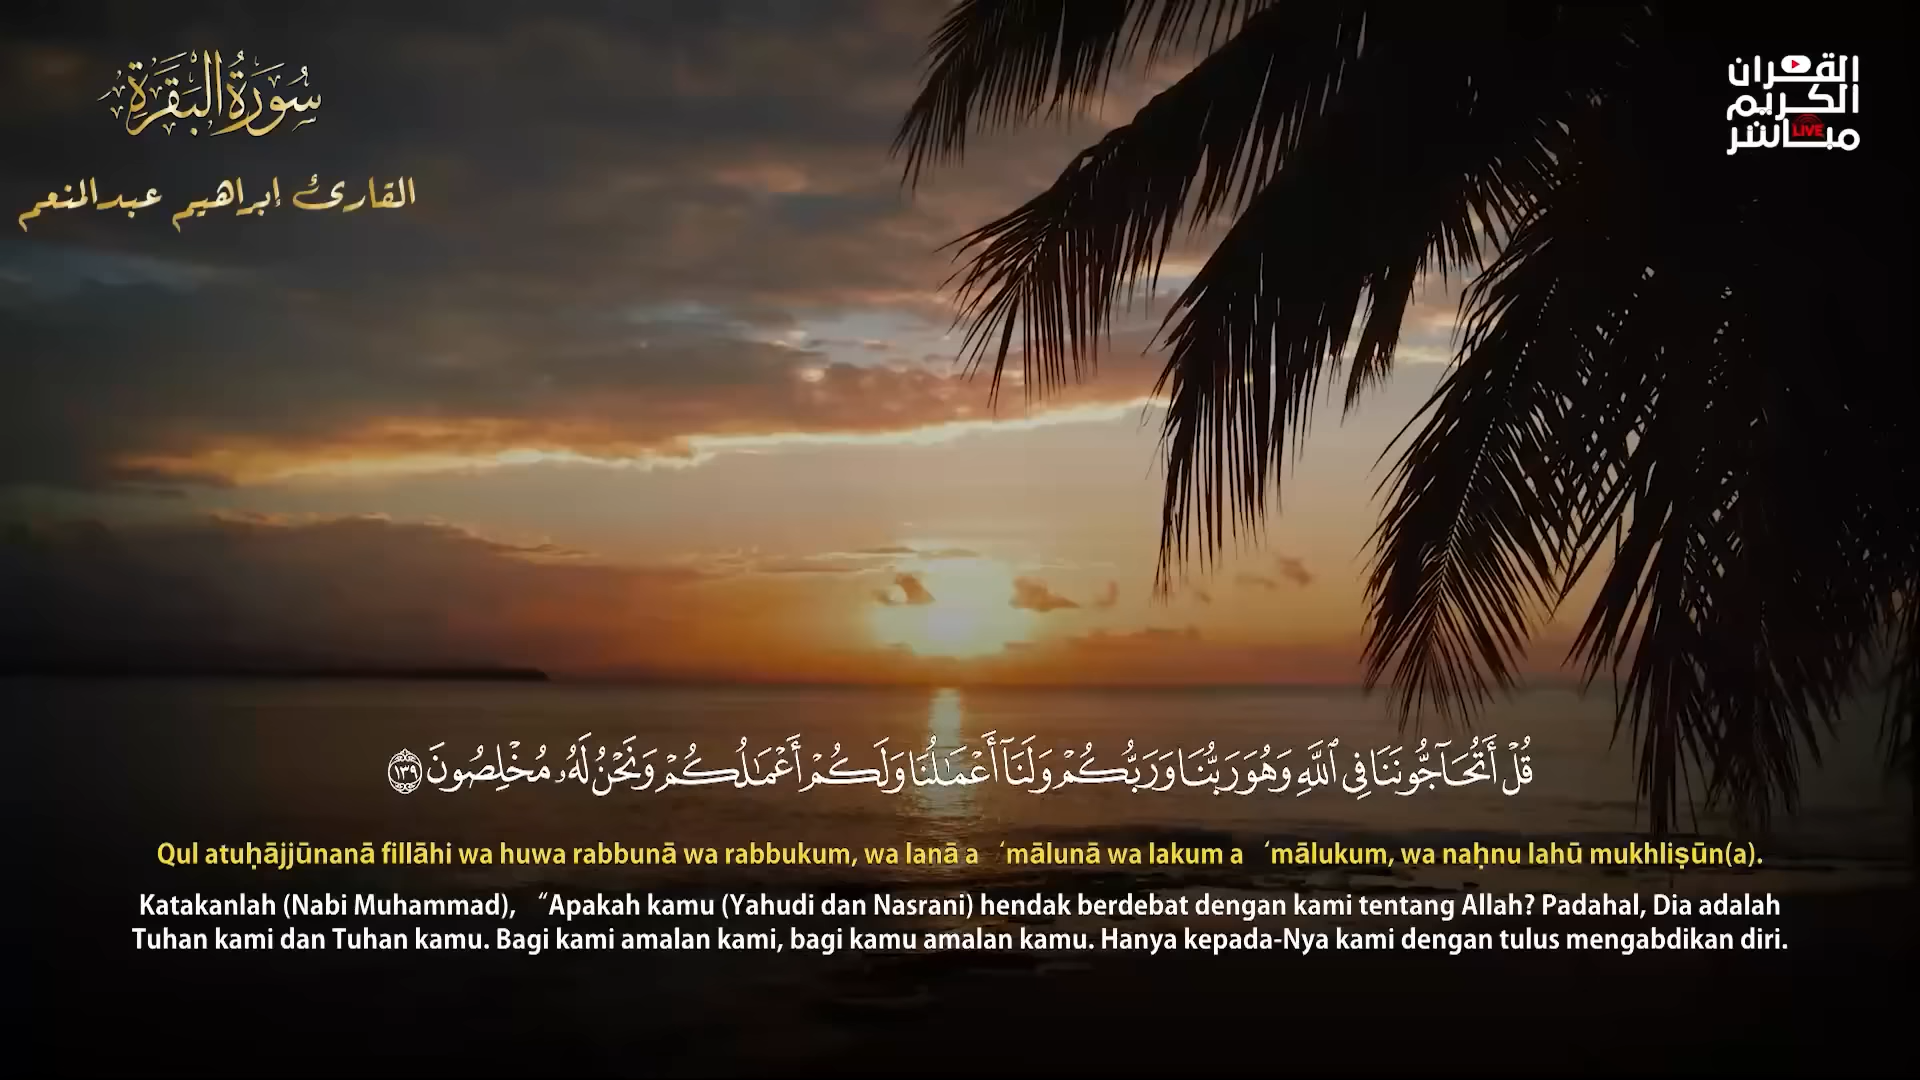 سُورَةُ البَقَرَةِ
القارئ إبراهيم عبدالمنعم
القرآن
الكريم
مباشر
LIVE
قُلْ أَتُحَآجُّونَنَا فِي ٱللَّهِ وَهُوَ رَبُّنَا وَرَبُّكُمْ وَلَنَآ أَعْمَـٰلُنَا وَلَكُمْ أَعْمَـٰلُكُمْ وَنَحْنُ لَهُۥ مُخْلِصُونَ ١٣٩
Qul atuḥājjūnanā fillāhi wa huwa rabbunā wa rabbukum, wa lanā a‘mālunā wa lakum a‘mālukum, wa naḥnu lahū mukhliṣūn(a).
Katakanlah (Nabi Muhammad), “Apakah kamu (Yahudi dan Nasrani) hendak berdebat dengan kami tentang Allah? Padahal, Dia adalah
Tuhan kami dan Tuhan kamu. Bagi kami amalan kami, bagi kamu amalan kamu. Hanya kepada-Nya kami dengan tulus mengabdikan diri.